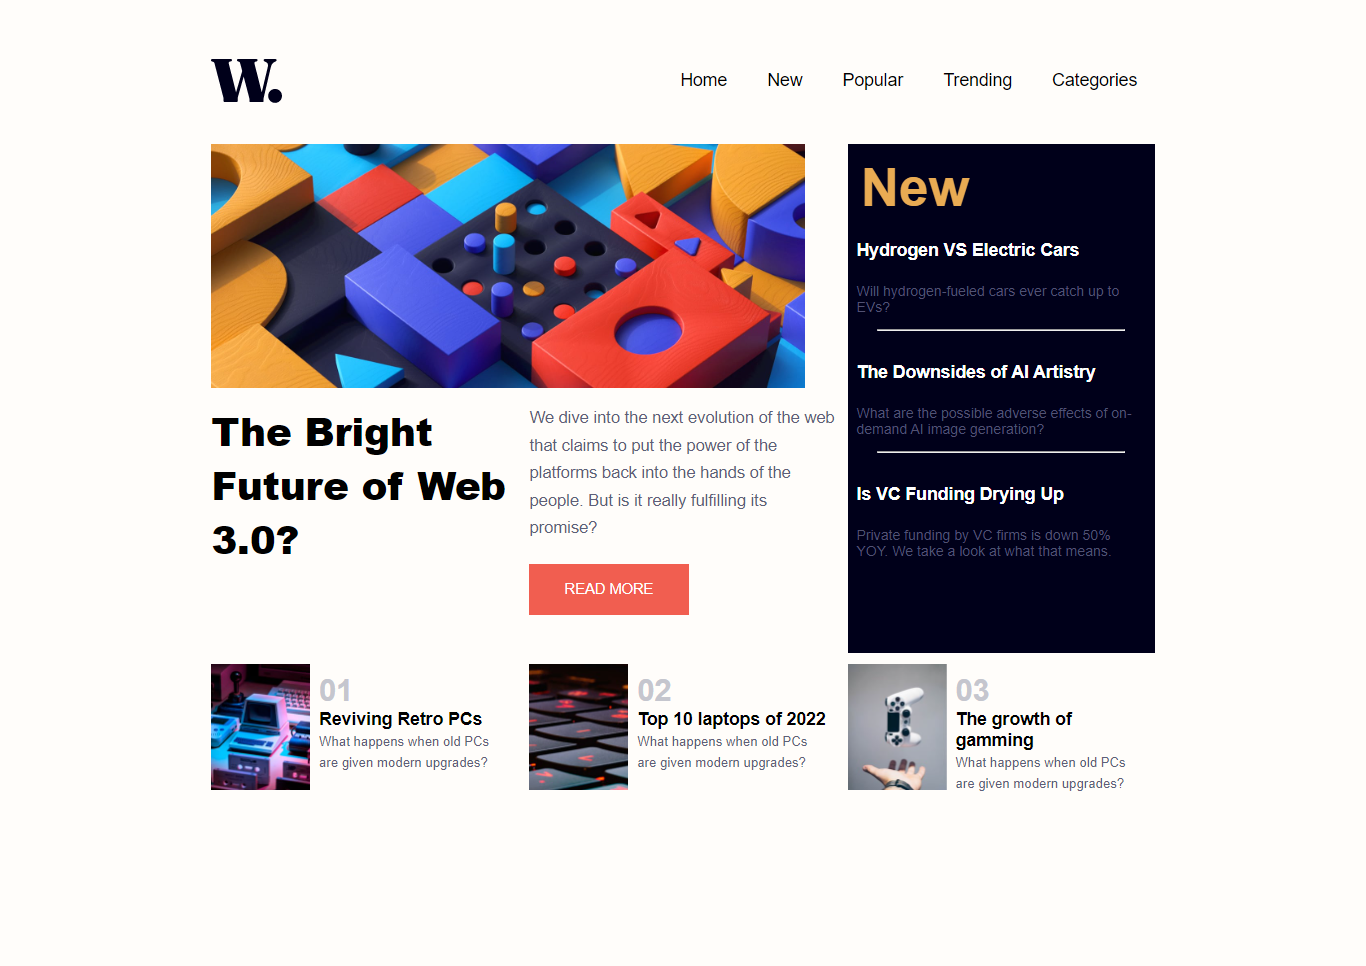 W.
Home New Popular Trending Categories
The Bright
Future of Web
3.0?
We dive into the next evolution of the web
that claims to put the power of the
platforms back into the hands of the
people. But is it really fulfilling its
promise?
READ MORE
New
Hydrogen VS Electric Cars
Will hydrogen-fueled cars ever catch up to
EVs?
The Downsides of AI Artistry
What are the possible adverse effects of on-
demand AI image generation?
Is VC Funding Drying Up
Private funding by VC firms is down 50%
YOY. We take a look at what that means.
01
Reviving Retro PCs
What happens when old PCs
are given modern upgrades?
02
Top 10 laptops of 2022
What happens when old PCs
are given modern upgrades?
03
The growth of
gamming
What happens when old PCs
are given modern upgrades?